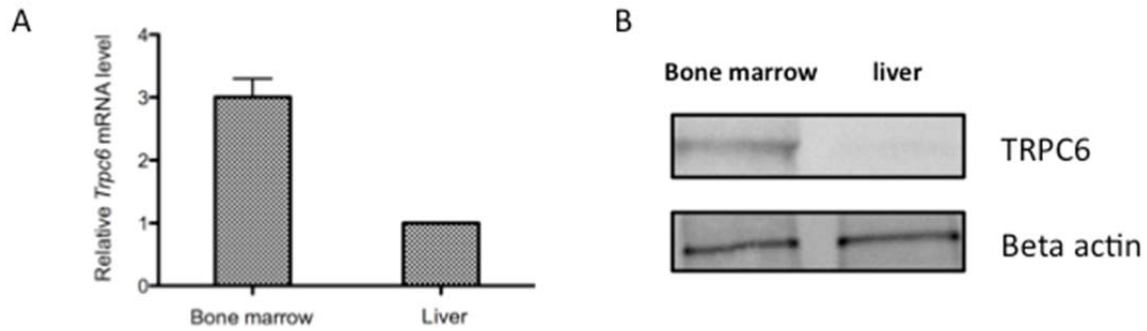 A
Relative Trpc6 mRNA level
4
3
2
1
0
Bone marrow
Liver
B
Bone marrow
liver
TRPC6
Beta actin